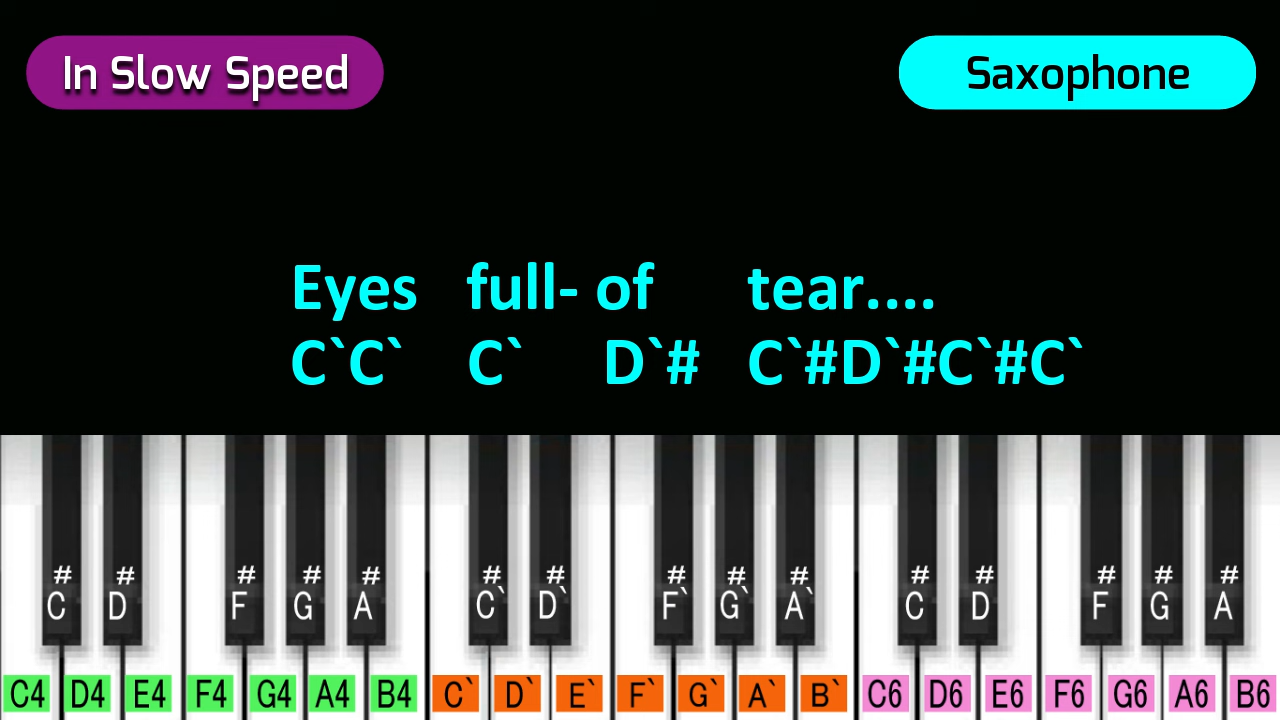 In Slow Speed
Saxophone
Eyes full- of tear....
C`C` C` D`# C`#D`#C`#C`
# # # # # # # # # # # # # # #
C D F G A C` D` F` G` A` C D F G A
C4 D4 E4 F4 G4 A4 B4 C` D` E` F` G` A` B` C6 D6 E6 F6 G6 A6 B6